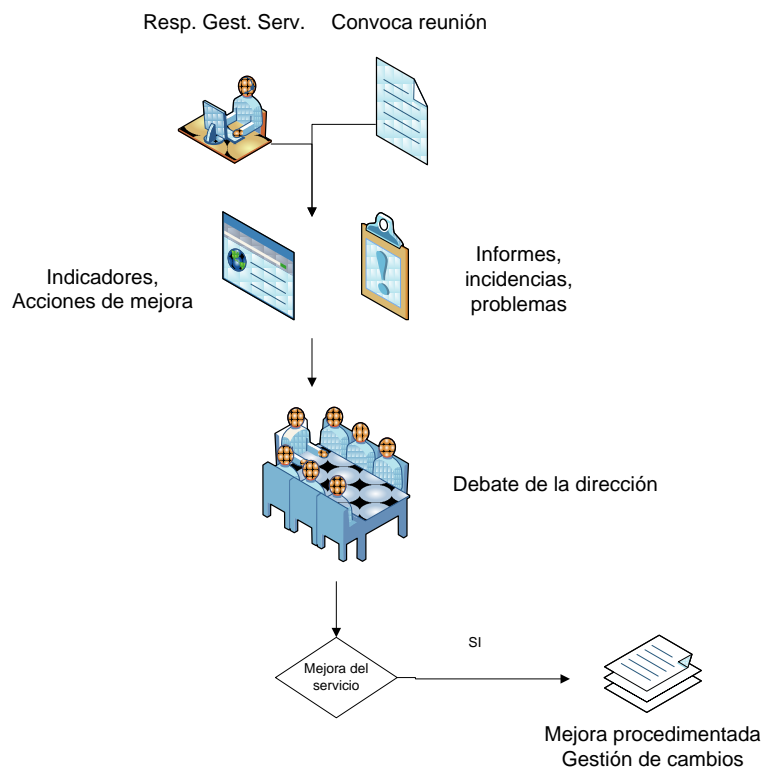 Resp. Gest. Serv.
Convoca reunión
Indicadores,
Acciones de mejora
Informes,
incidencias,
problemas
Debate de la dirección
SI
Mejora del
servicio
Mejora procedimentada
Gestión de cambios